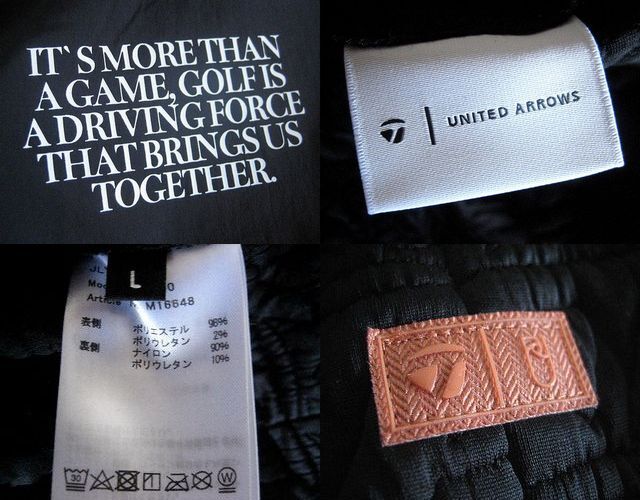 IT`S MORE THAN
A GAME, GOLF IS
A DRIVING FORCE
THAT BRINGS US
TOGETHER.
UNITED ARROWS
L
M16648
表側 ポリエステル 98%
ポリウレタン 2%
裏側 ナイロン 90%
ポリウレタン 10%
30
W